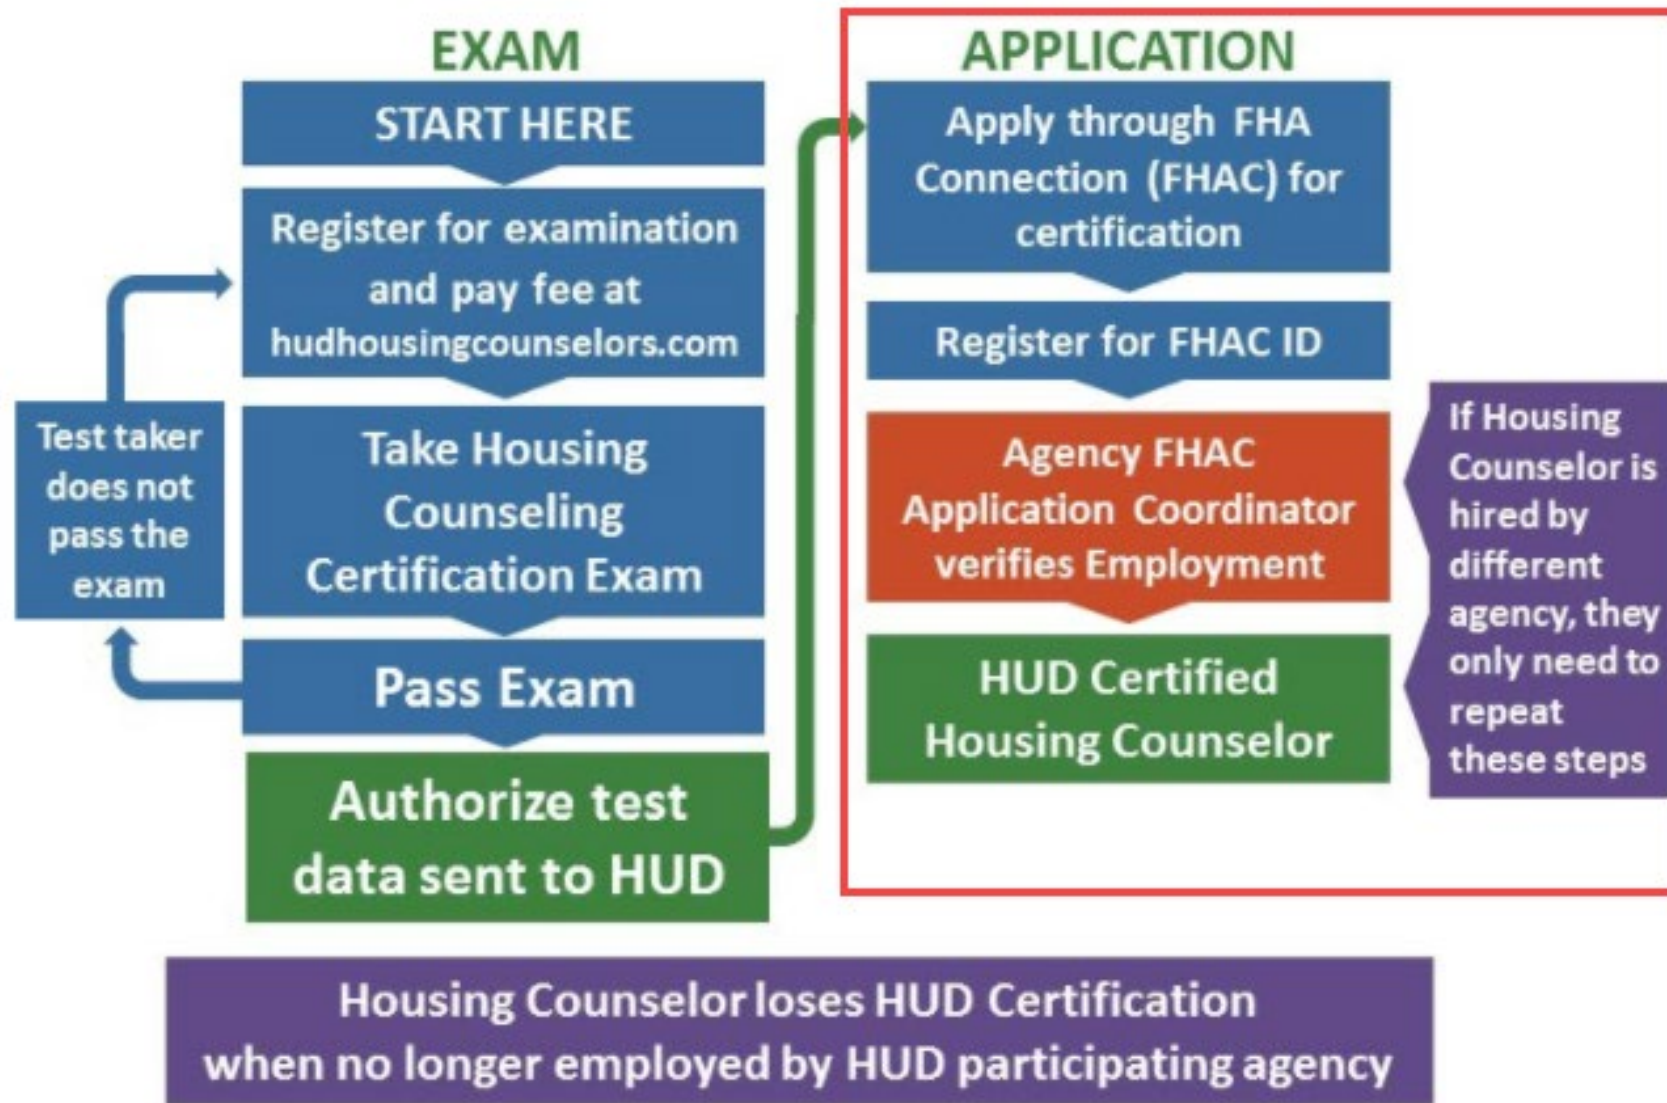 EXAM
START HERE
Register for examination
and pay fee at
hudhousingcounselors.com
Test taker
does not
pass the
exam
Take Housing
Counseling
Certification Exam
Pass Exam
Authorize test
data sent to HUD
APPLICATION
Apply through FHA
Connection (FHAC) for
certification
Register for FHAC ID
Agency FHAC
Application Coordinator
verifies Employment
HUD Certified
Housing Counselor
If Housing
Counselor is
hired by
different
agency, they
only need to
repeat
these steps
Housing Counselor loses HUD Certification
when no longer employed by HUD participating agency